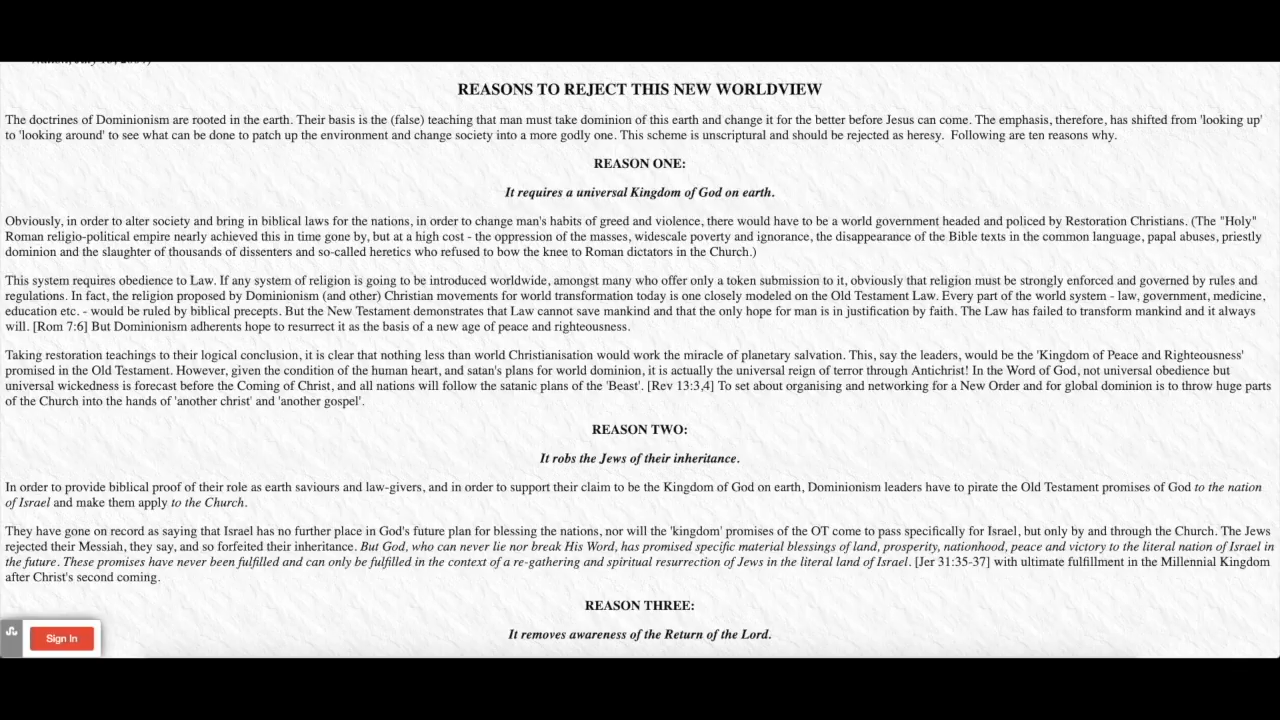 REASONS TO REJECT THIS NEW WORLDVIEW
The doctrines of Dominionism are rooted in the earth. Their basis is the (false) teaching that man must take dominion of this earth and change it for the better before Jesus can come. The emphasis, therefore, has shifted from 'looking up'
to 'looking around' to see what can be done to patch up the environment and change society into a more godly one. This scheme is unscriptural and should be rejected as heresy.  Following are ten reasons why.
REASON ONE:
It requires a universal Kingdom of God on earth.
Obviously, in order to alter society and bring in biblical laws for the nations, in order to change man's habits of greed and violence, there would have to be a world government headed and policed by Restoration Christians. (The "Holy"
Roman religio-political empire nearly achieved this in time gone by, but at a high cost - the oppression of the masses, widescale poverty and ignorance, the disappearance of the Bible texts in the common language, papal abuses, priestly
dominion and the slaughter of thousands of dissenters and so-called heretics who refused to bow the knee to Roman dictators in the Church.)
This system requires obedience to Law. If any system of religion is going to be introduced worldwide, amongst many who offer only a token submission to it, obviously that religion must be strongly enforced and governed by rules and
regulations. In fact, the religion proposed by Dominionism (and other) Christian movements for world transformation today is one closely modeled on the Old Testament Law. Every part of the world system - law, government, medicine,
education etc. - would be ruled by biblical precepts. But the New Testament demonstrates that Law cannot save mankind and that the only hope for man is in justification by faith. The Law has failed to transform mankind and it always
will. [Rom 7:6] But Dominionism adherents hope to resurrect it as the basis of a new age of peace and righteousness.
Taking restoration teachings to their logical conclusion, it is clear that nothing less than world Christianisation would work the miracle of planetary salvation. This, say the leaders, would be the 'Kingdom of Peace and Righteousness'
promised in the Old Testament. However, given the condition of the human heart, and satan's plans for world dominion, it is actually the universal reign of terror through Antichrist! In the Word of God, not universal obedience but
universal wickedness is forecast before the Coming of Christ, and all nations will follow the satanic plans of the 'Beast'. [Rev 13:3,4] To set about organising and networking for a New Order and for global dominion is to throw huge parts
of the Church into the hands of 'another christ' and 'another gospel'.
REASON TWO:
It robs the Jews of their inheritance.
In order to provide biblical proof of their role as earth saviours and law-givers, and in order to support their claim to be the Kingdom of God on earth, Dominionism leaders have to pirate the Old Testament promises of God to the nation
of Israel and make them apply to the Church.
They have gone on record as saying that Israel has no further place in God's future plan for blessing the nations, nor will the 'kingdom' promises of the OT come to pass specifically for Israel, but only by and through the Church. The Jews
rejected their Messiah, they say, and so forfeited their inheritance. But God, who can never lie nor break His Word, has promised specific material blessings of land, prosperity, nationhood, peace and victory to the literal nation of Israel in
the future. These promises have never been fulfilled and can only be fulfilled in the context of a re-gathering and spiritual resurrection of Jews in the literal land of Israel. [Jer 31:35-37] with ultimate fulfillment in the Millennial Kingdom
after Christ's second coming.
REASON THREE:
It removes awareness of the Return of the Lord.
Sign In